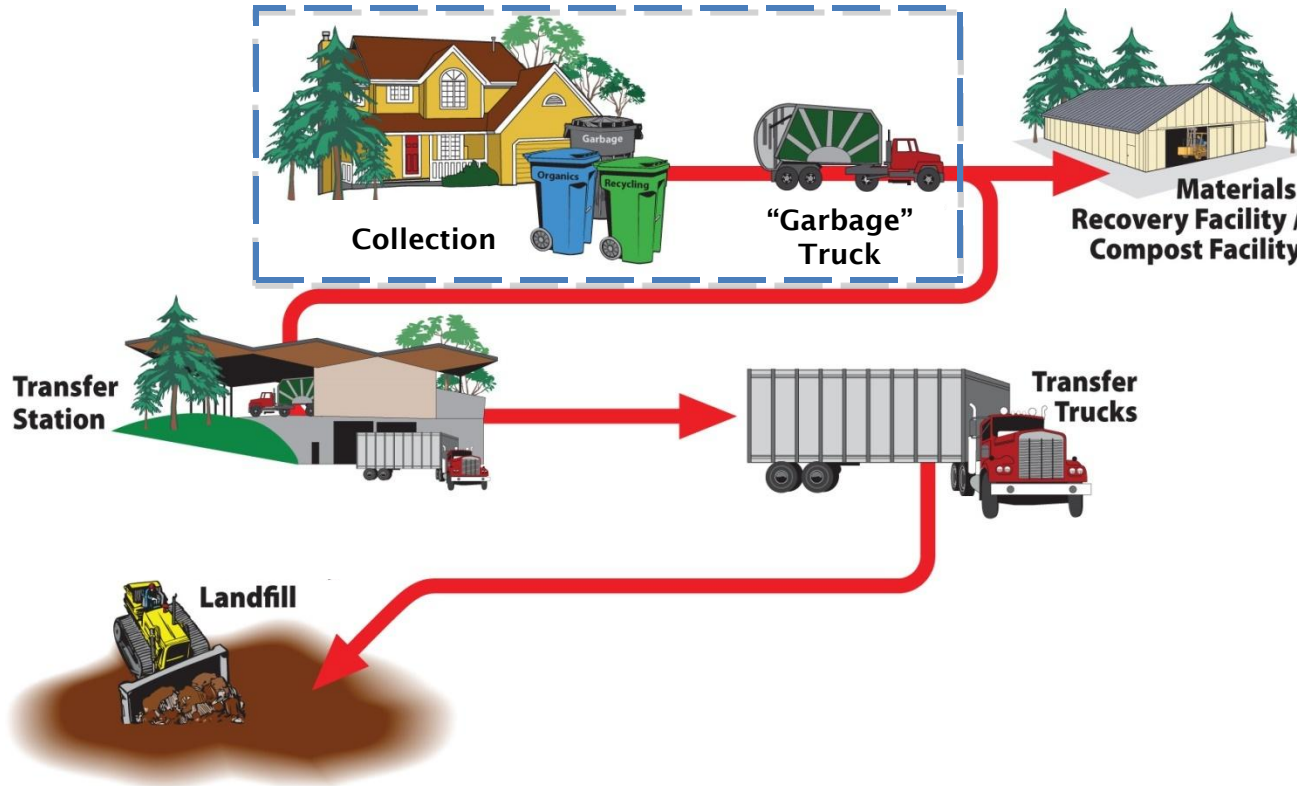 Garbage
Organics
Recycling
Collection
“Garbage”
Truck
Materials
Recovery Facility /
Compost Facility
Transfer
Station
Transfer
Trucks
Landfill